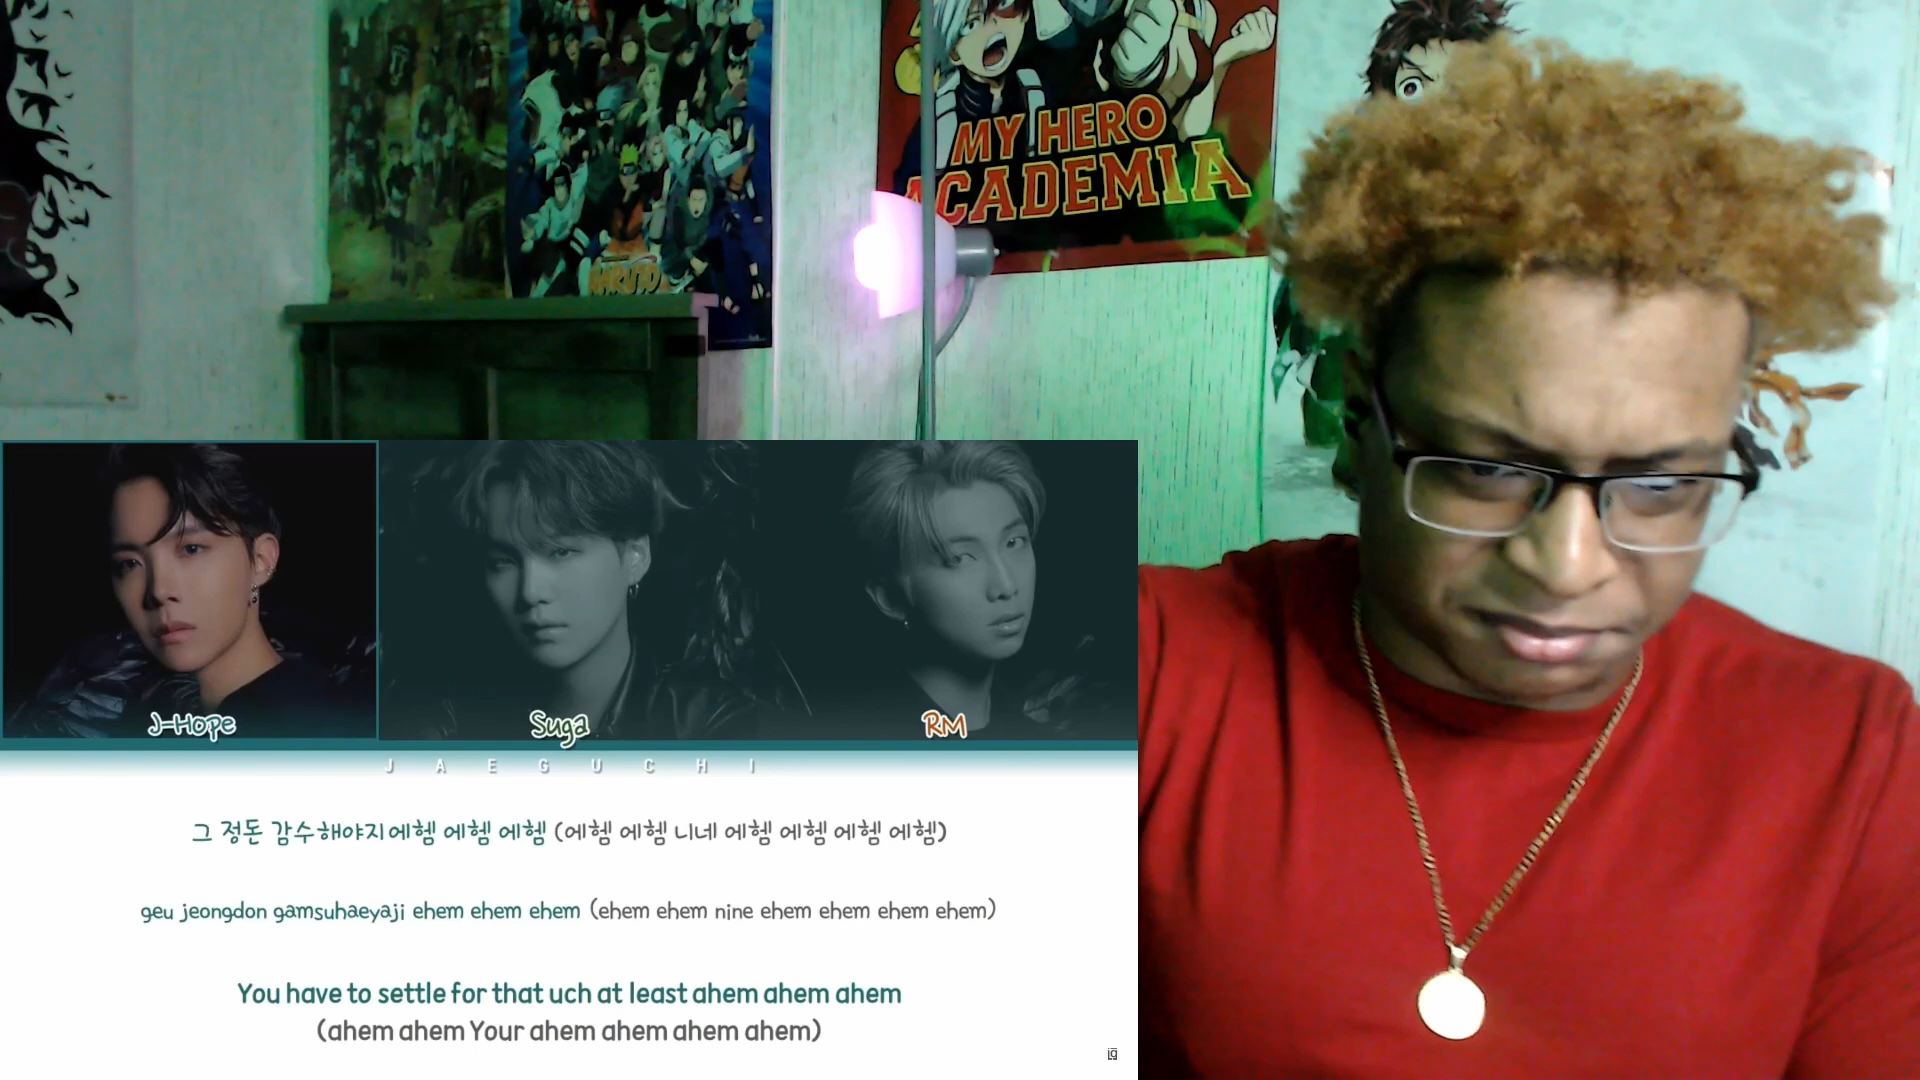 NARUTO
MY HERO
ACADEMIA
J-Hope
Suga
RM
J A E G U C H I
그 정돈 감수해야지에헴 에헴 에헴 (에헴 에헴 니네 에헴 에헴 에헴 에헴)
geu jeongdon gamsuhaeyaji ehem ehem ehem (ehem ehem nine ehem ehem ehem ehem)
You have to settle for that uch at least ahem ahem ahem
(ahem ahem Your ahem ahem ahem ahem)